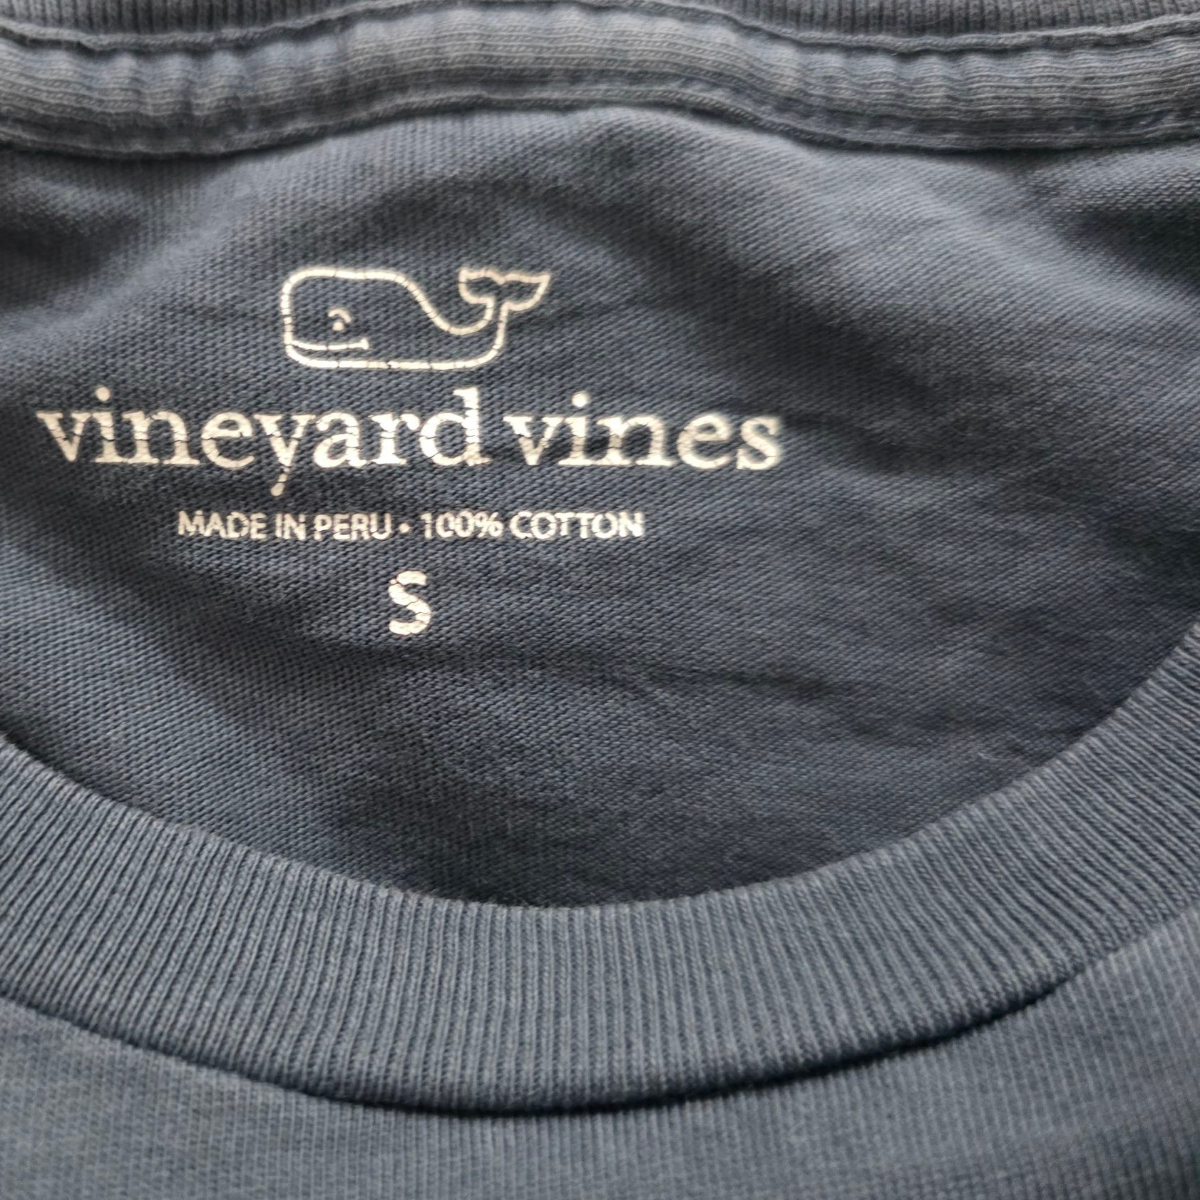 vineyard vines
MADE IN PERU • 100% COTTON
S